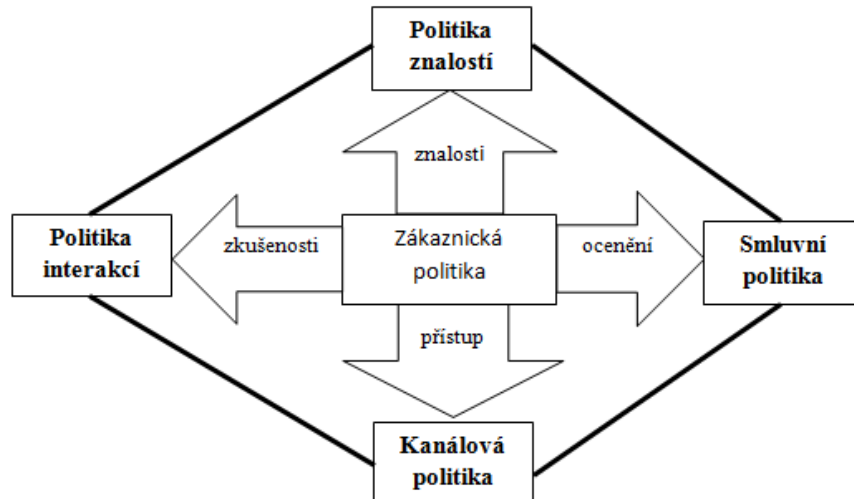 Politika
znalostí
znalosti
Politika
interakcí
zkušenosti
Zákaznická
politika
ocenění
Smluvní
politika
přístup
Kanálová
politika